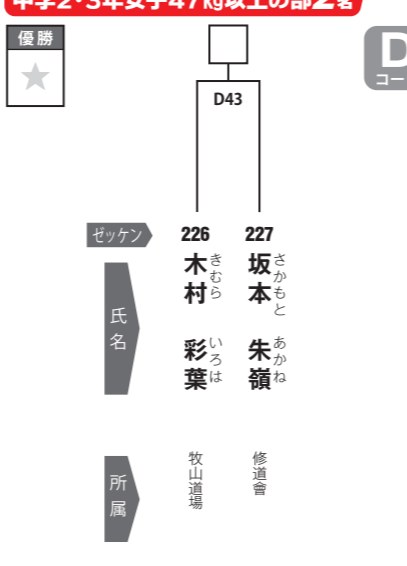 中学2・3年女子47kg以上の部2名
優勝
D
コー
D43
ゼッケン
226
227
氏名
木村 彩葉
きむら いろは
坂本 朱嶺
さかもと あかね
所属
牧山道場
修道會